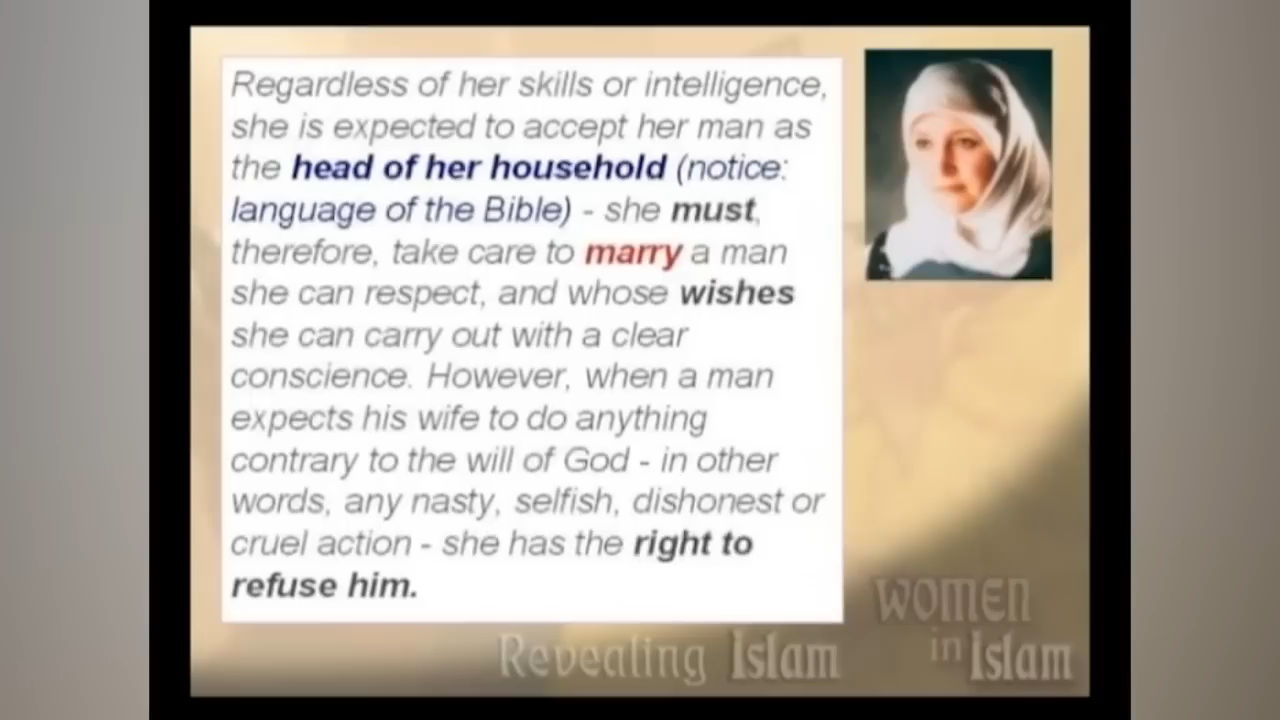 Regardless of her skills or intelligence,
she is expected to accept her man as
the head of her household (notice:
language of the Bible) - she must,
therefore, take care to marry a man
she can respect, and whose wishes
she can carry out with a clear
conscience. However, when a man
expects his wife to do anything
contrary to the will of God - in other
words, any nasty, selfish, dishonest or
cruel action - she has the right to
refuse him.
Revealing Islam
women
in Islam